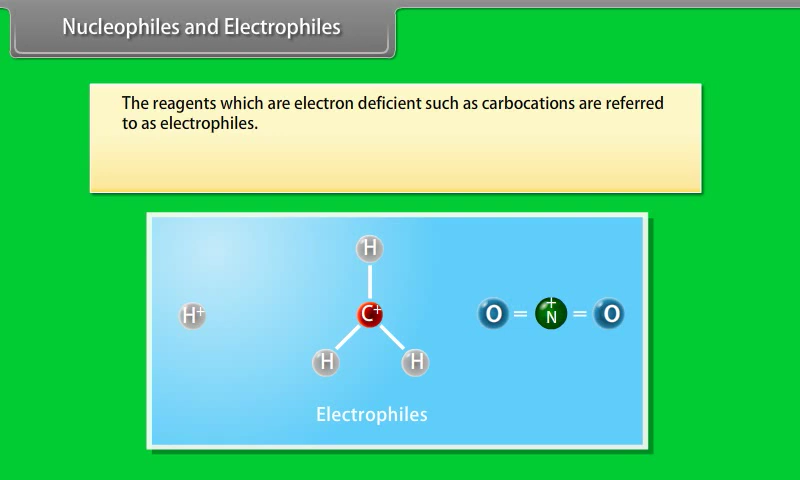 Nucleophiles and Electrophiles
The reagents which are electron deficient such as carbocations are referred
to as electrophiles.
H
H+ C+ O = N+ = O
H H
Electrophiles